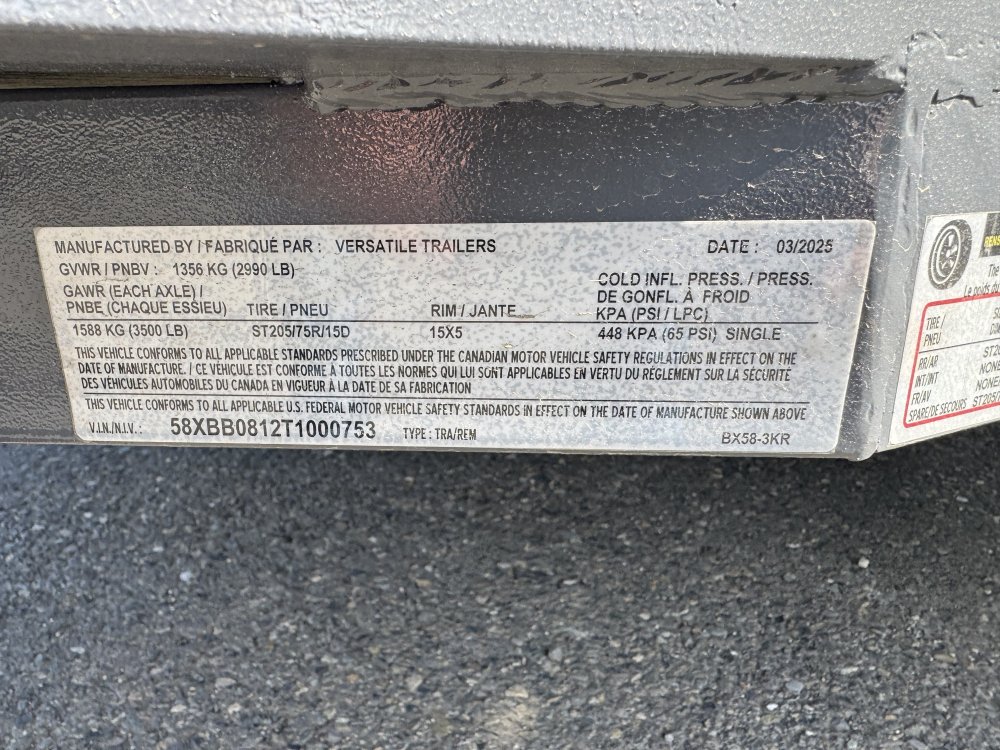 MANUFACTURED BY / FABRIQUÉ PAR : VERSATILE TRAILERS DATE : 03/2025
GVWR / PNBV : 1356 KG (2990 LB)
GAWR (EACH AXLE) /
PNBE (CHAQUE ESSIEU) TIRE / PNEU RIM / JANTE
COLD INFL. PRESS. / PRESS.
DE GONFL. À FROID
KPA (PSI / LPC)
1588 KG (3500 LB) ST205/75R/15D 15X5 448 KPA (65 PSI) SINGLE
THIS VEHICLE CONFORMS TO ALL APPLICABLE STANDARDS PRESCRIBED UNDER THE CANADIAN MOTOR VEHICLE SAFETY REGULATIONS IN EFFECT ON THE
DATE OF MANUFACTURE. / CE VÉHICULE EST CONFORME À TOUTES LES NORMES QUI LUI SONT APPLICABLES EN VERTU DU RÈGLEMENT SUR LA SÉCURITÉ
DES VÉHICULES AUTOMOBILES DU CANADA EN VIGUEUR À LA DATE DE SA FABRICATION
THIS VEHICLE CONFORMS TO ALL APPLICABLE U.S. FEDERAL MOTOR VEHICLE SAFETY STANDARDS IN EFFECT ON THE DATE OF MANUFACTURE SHOWN ABOVE
V.I.N./N.I.V.: 58XBB0812T1000753 TYPE : TRA/REM BX58-3KR
Le poids du
TIRE /
PNEU
RR/AR ST20
INT/INT NONE
FR/AV NONE
SPARE/DE SECOURS ST205/